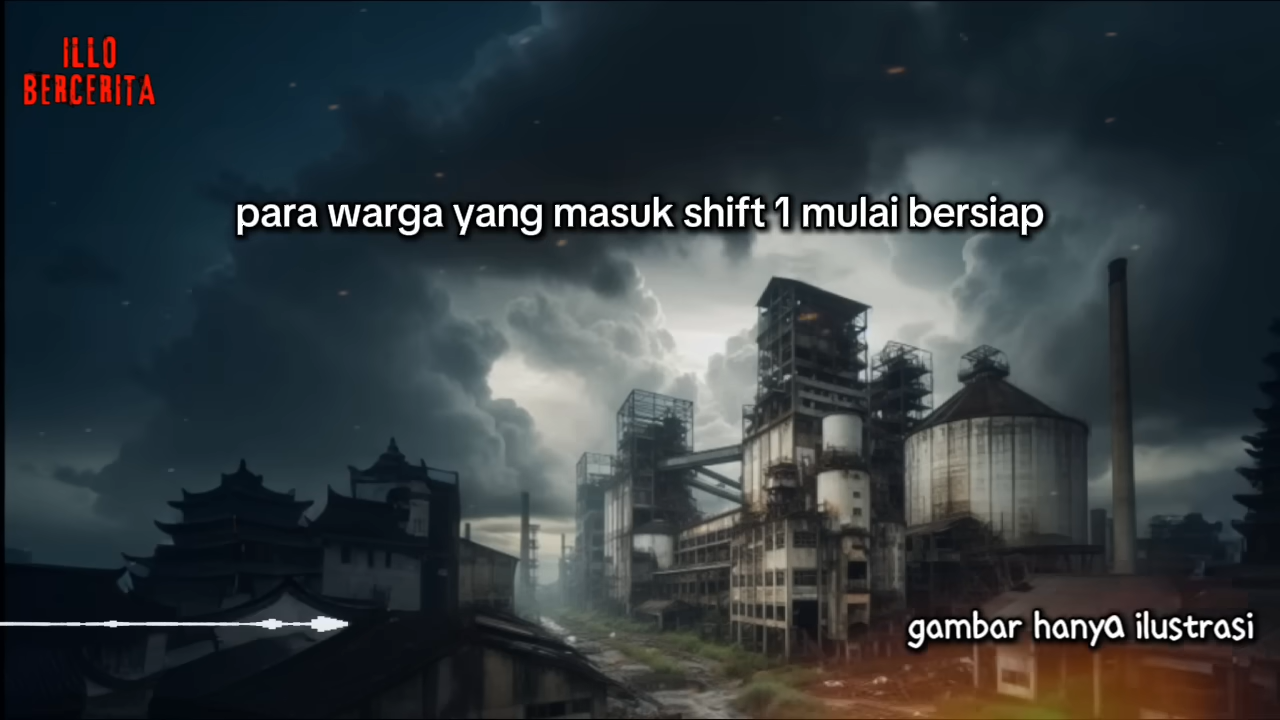 ILLO
BERCERITA
para warga yang masuk shift 1 mulai bersiap
gambar hanya ilustrasi